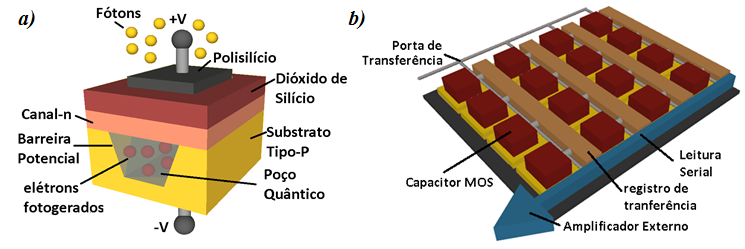 a)
Fótons
+V
Polisilício
Dióxido de
Silício
Canal-n
Barreira
Potencial
Substrato
Tipo-P
elétrons
fotogerados
Poço
Quântico
-V
b)
Porta de
Transferência
Capacitor MOS
Leitura
Serial
registro de
tranferência
Amplificador Externo